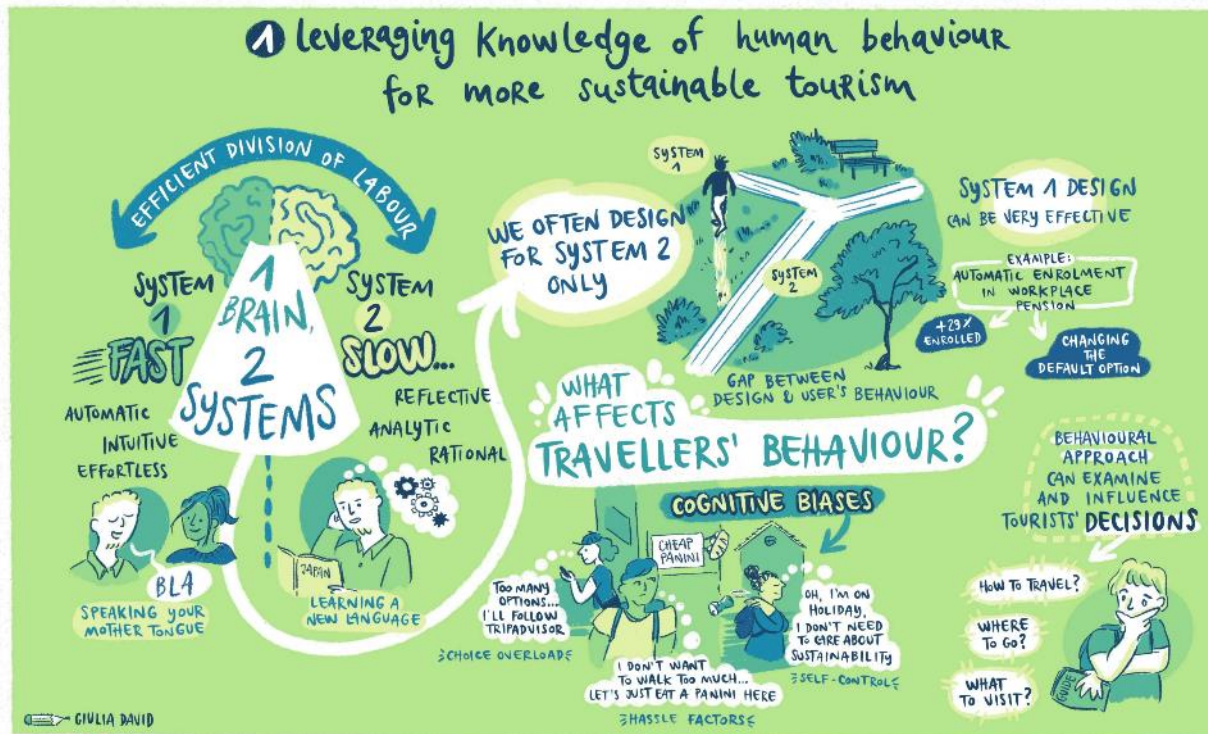 1 Leveraging Knowledge of human behaviour
for more sustainable tourism
EFFICIENT DIVISION OF LABOUR
1
BRAIN,
2
SYSTEMS
SYSTEM
1
FAST
AUTOMATIC
INTUITIVE
EFFORTLESS
BLA
SPEAKING YOUR
MOTHER TONGUE
SYSTEM
2
SLOW...
REFLECTIVE
ANALYTIC
RATIONAL
JAPAN
LEARNING A
NEW LANGUAGE
WE OFTEN DESIGN
FOR SYSTEM 2
ONLY
SYSTEM
1
SYSTEM
2
GAP BETWEEN
DESIGN & USER'S BEHAVIOUR
SYSTEM 1 DESIGN
CAN BE VERY EFFECTIVE
EXAMPLE:
AUTOMATIC ENROLMENT
IN WORKPLACE
PENSION
+23%
ENROLLED
CHANGING
THE
DEFAULT OPTION
WHAT
AFFECTS
TRAVELLERS' BEHAVIOUR?
COGNITIVE BIASES
CHEAP
PANINI
TOO MANY
OPTIONS...
I'LL FOLLOW
TRIPADVISOR
CHOICE OVERLOAD
I DON'T WANT
TO WALK TOO MUCH...
LET'S JUST EAT A PANINI HERE
HASSLE FACTORS
OH, I'M ON
HOLIDAY,
I DON'T NEED
TO CARE ABOUT
SUSTAINABILITY
SELF-CONTROL
BEHAVIOURAL
APPROACH
CAN EXAMINE
AND INFLUENCE
TOURISTS' DECISIONS
HOW TO TRAVEL?
WHERE
TO GO?
WHAT
TO VISIT?
GUIDE
GIULIA DAVID